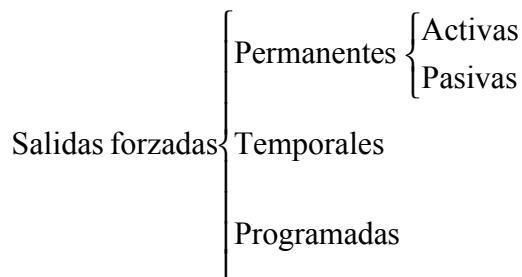 Activas
Permanentes
Pasivas
Salidas forzadas
Temporales
Programadas